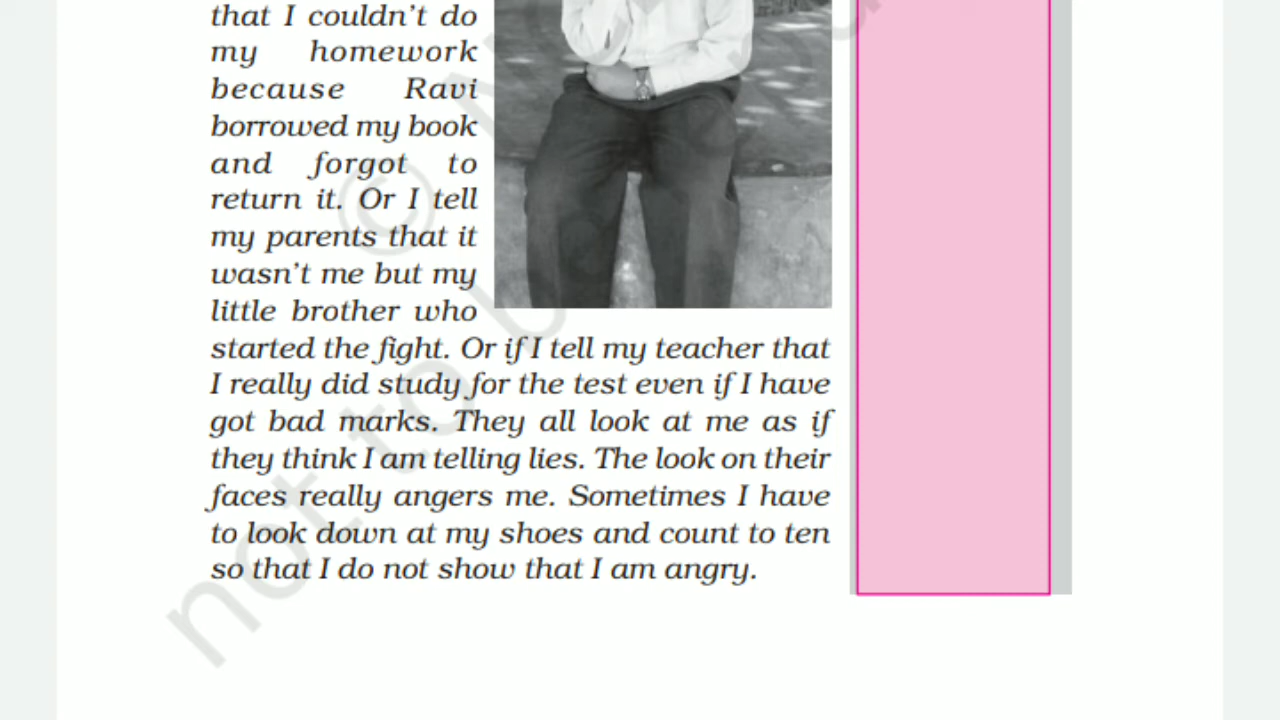 that I couldn't do
my homework
because Ravi
borrowed my book
and forgot to
return it. Or I tell
my parents that it
wasn't me but my
little brother who
started the fight. Or if I tell my teacher that
I really did study for the test even if I have
got bad marks. They all look at me as if
they think I am telling lies. The look on their
faces really angers me. Sometimes I have
to look down at my shoes and count to ten
so that I do not show that I am angry.
©
not to b